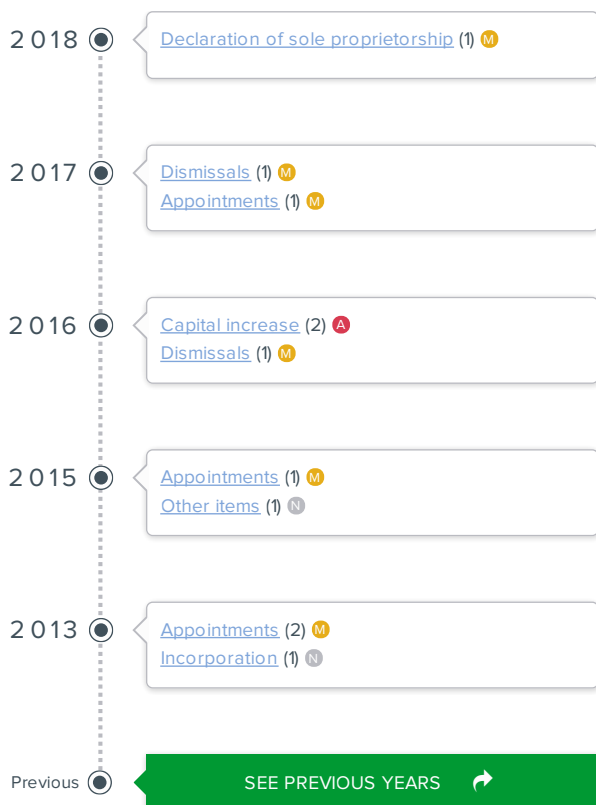 2018
Declaration of sole proprietorship (1) M
2017
Dismissals (1) M
Appointments (1) M
2016
Capital increase (2) A
Dismissals (1) M
2015
Appointments (1) M
Other items (1) N
2013
Appointments (2) M
Incorporation (1) N
Previous
SEE PREVIOUS YEARS